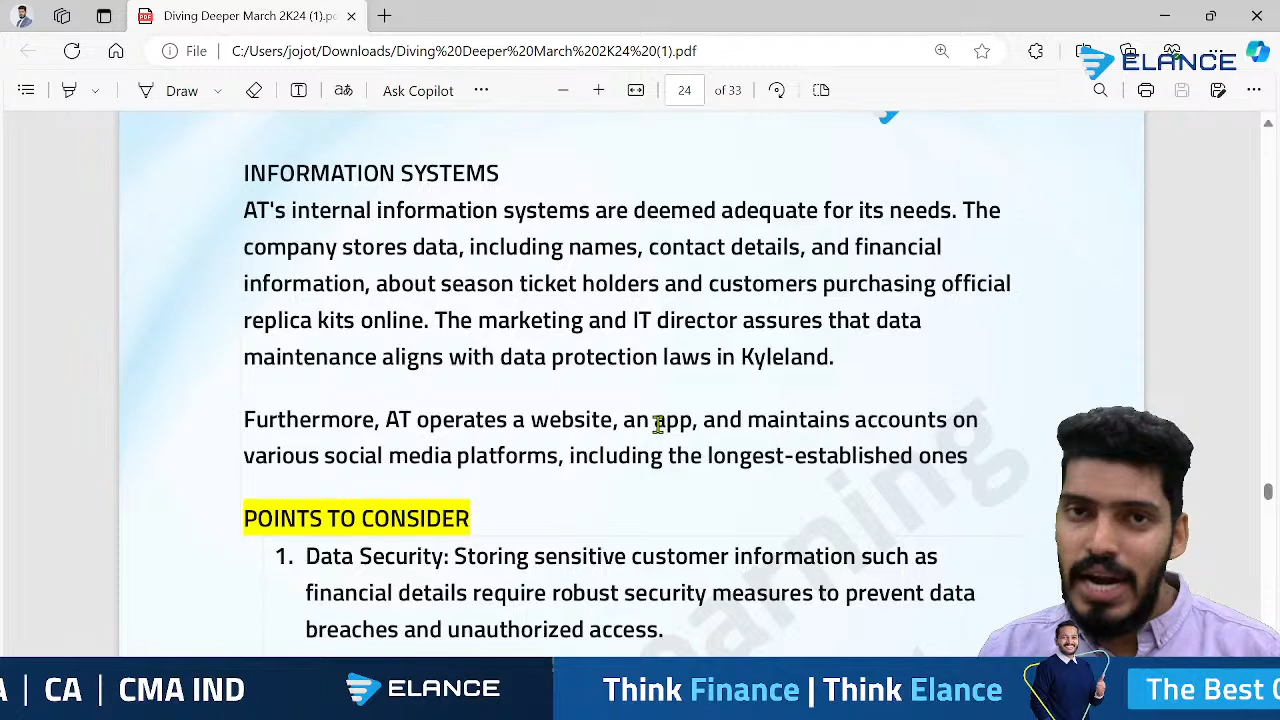 Diving Deeper March 2K24 (1).pd
File
C:/Users/jojot/Downloads/Diving%20Deeper%20March%202K24%20(1).pdf
ELANCE
Draw
Ask Copilot
24
of 33
INFORMATION SYSTEMS
AT's internal information systems are deemed adequate for its needs. The
company stores data, including names, contact details, and financial
information, about season ticket holders and customers purchasing official
replica kits online. The marketing and IT director assures that data
maintenance aligns with data protection laws in Kyleland.
Furthermore, AT operates a website, an app, and maintains accounts on
various social media platforms, including the longest-established ones
POINTS TO CONSIDER
1. Data Security: Storing sensitive customer information such as
financial details require robust security measures to prevent data
breaches and unauthorized access.
A | CA | CMA IND
ELANCE
Think Finance | Think Elance
The Best